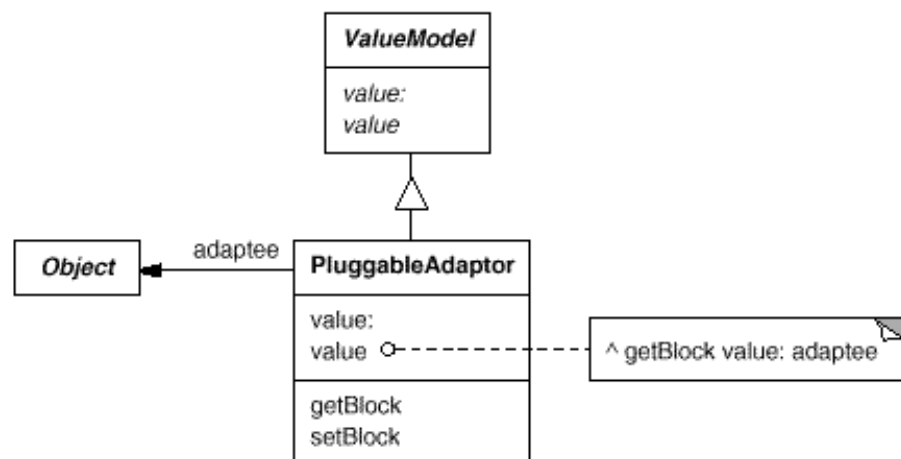 ValueModel
value:
value
Object
adaptee
PluggableAdaptor
value:
value
^ getBlock value: adaptee
getBlock
setBlock